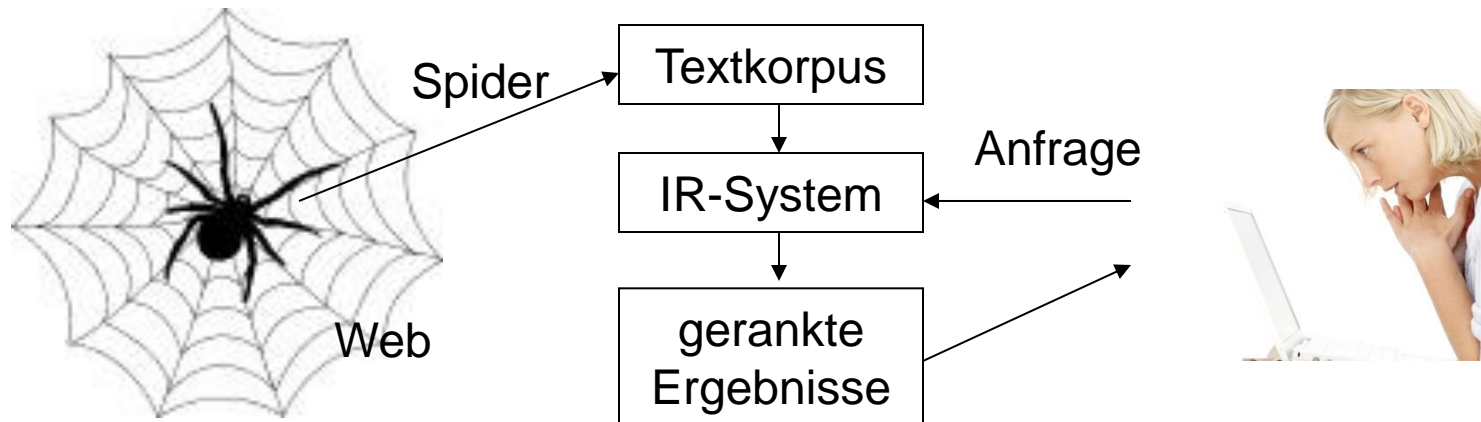 Spider
Web
Textkorpus
IR-System
gerankte
Ergebnisse
Anfrage